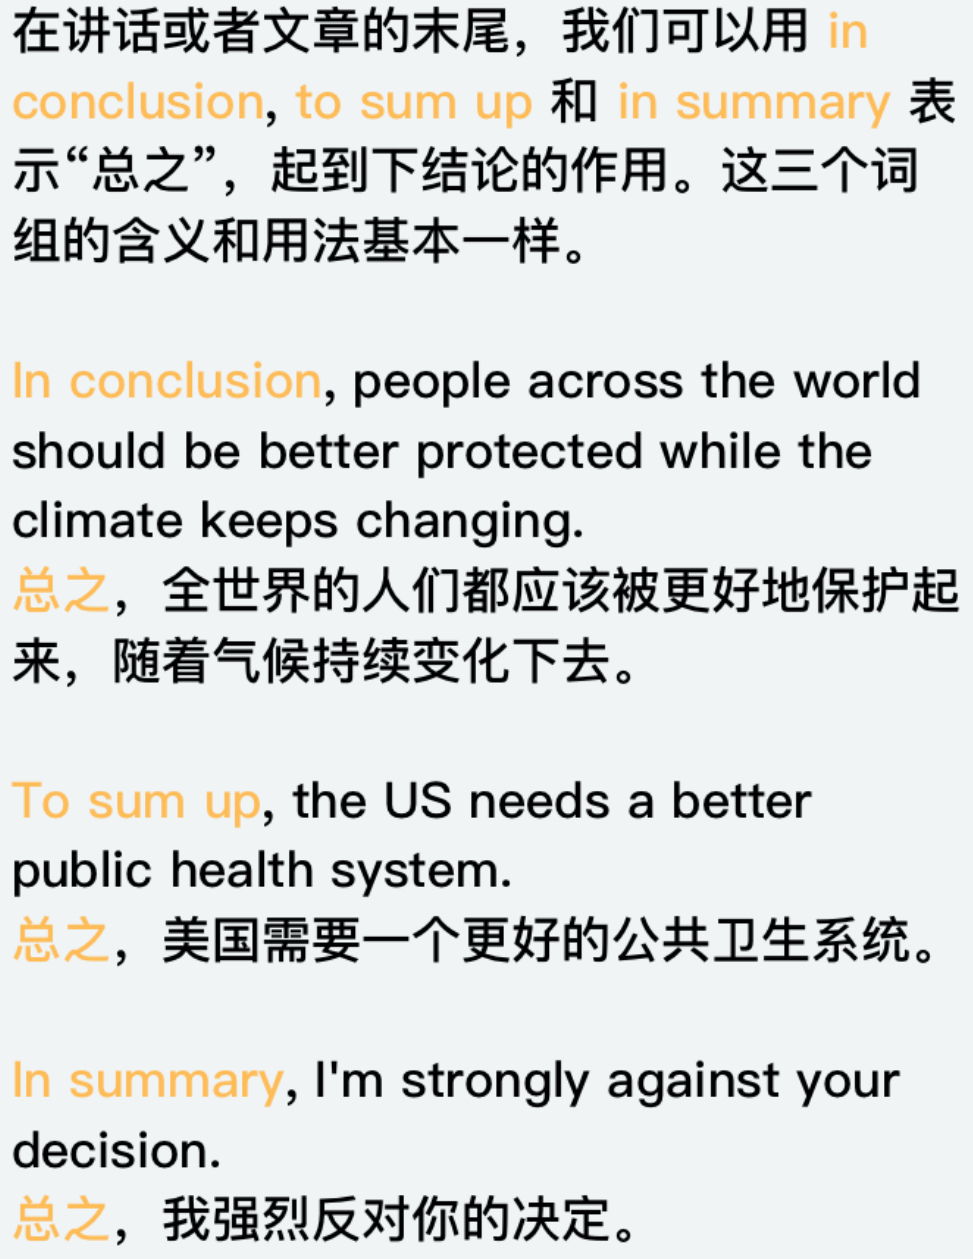 在讲话或者文章的末尾，我们可以用 in
conclusion, to sum up 和 in summary 表
示“总之”，起到下结论的作用。这三个词
组的含义和用法基本一样。
In conclusion, people across the world
should be better protected while the
climate keeps changing.
总之，全世界的人们都应该被更好地保护起
来，随着气候持续变化下去。
To sum up, the US needs a better
public health system.
总之，美国需要一个更好的公共卫生系统。
In summary, I'm strongly against your
decision.
总之，我强烈反对你的决定。